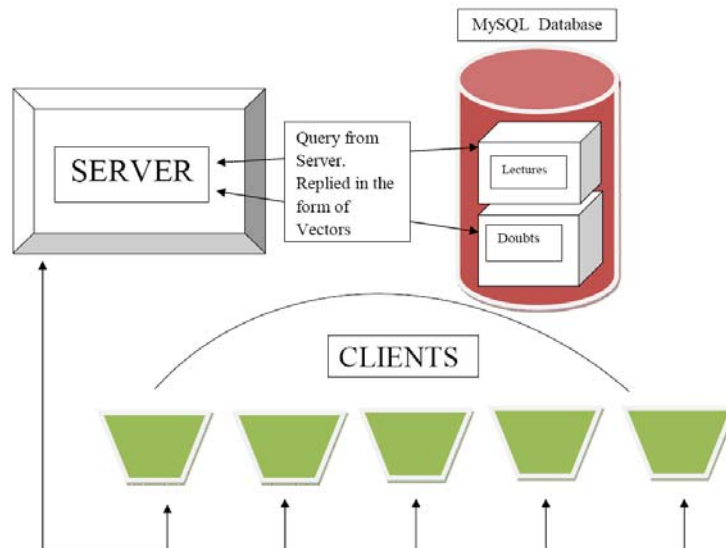 MySQL Database
SERVER
Query from
Server.
Replied in the
form of
Vectors
Lectures
Doubts
CLIENTS